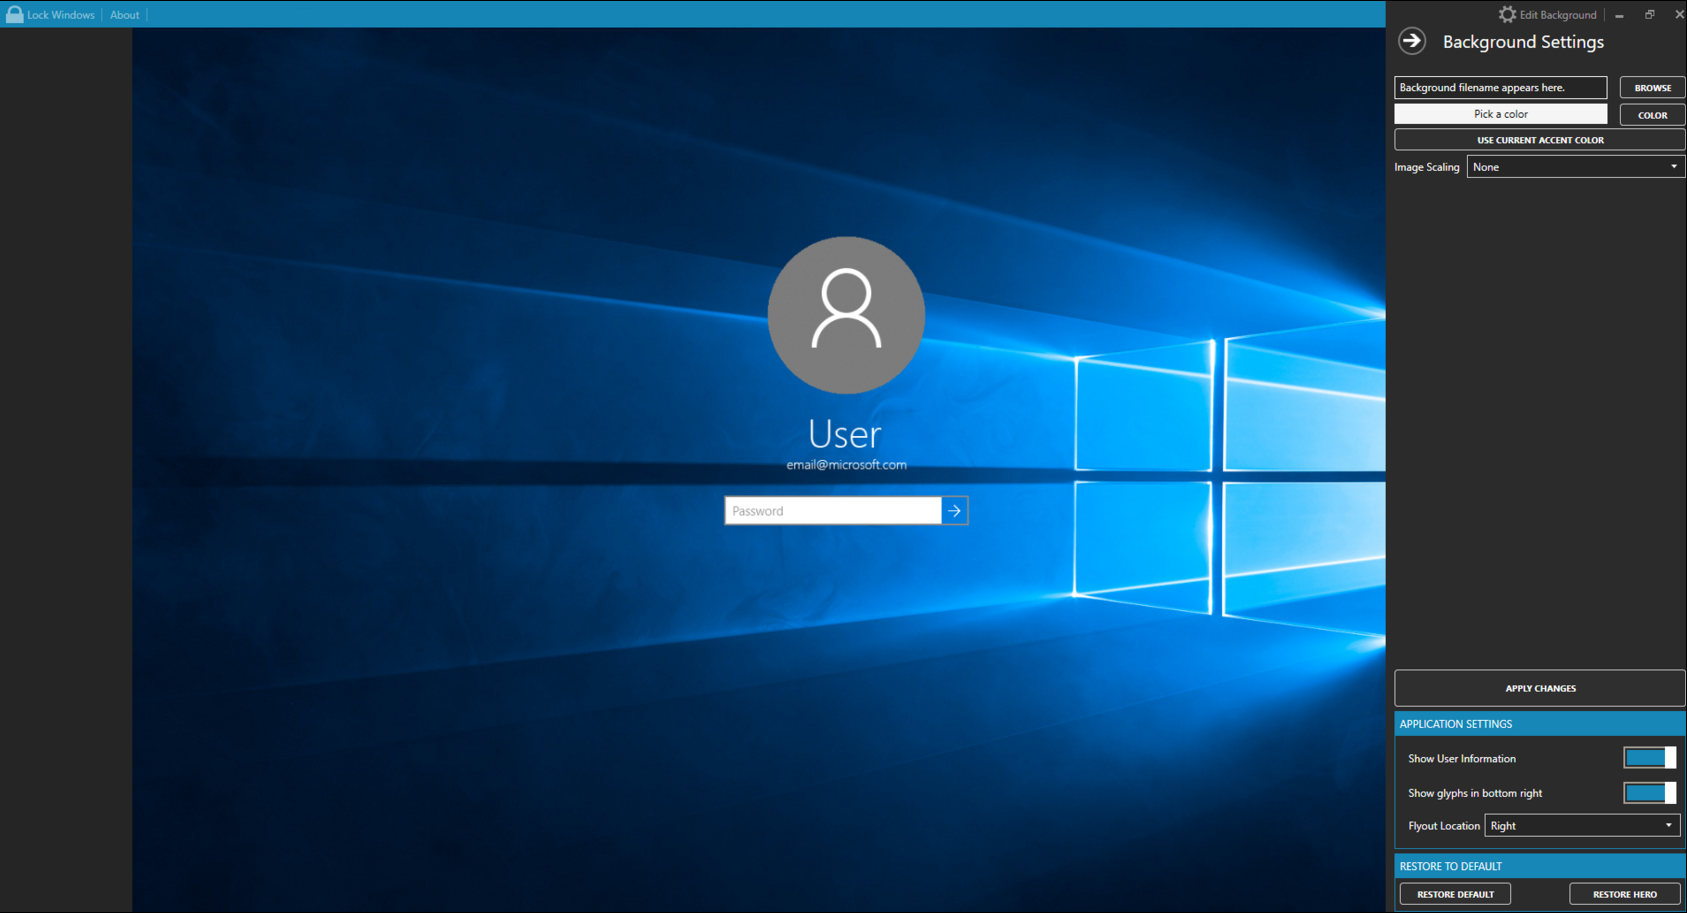 Lock Windows About
Edit Background
Background Settings
Background filename appears here. BROWSE
Pick a color COLOR
USE CURRENT ACCENT COLOR
Image Scaling None
User
email@microsoft.com
Password
APPLY CHANGES
APPLICATION SETTINGS
Show User Information
Show glyphs in bottom right
Flyout Location Right
RESTORE TO DEFAULT
RESTORE DEFAULT RESTORE HERO